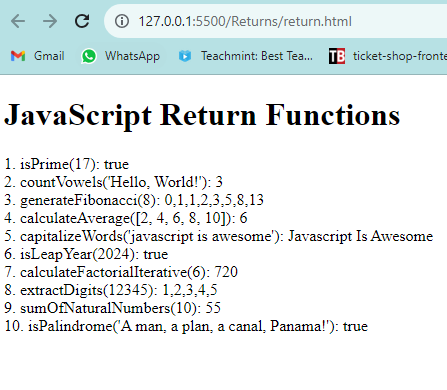 127.0.0.1:5500/Returns/return.html
Gmail WhatsApp Teachmint: Best Tea... TB ticket-shop-fronte
JavaScript Return Functions
1. isPrime(17): true
2. countVowels('Hello, World!'): 3
3. generateFibonacci(8): 0,1,1,2,3,5,8,13
4. calculateAverage([2, 4, 6, 8, 10]): 6
5. capitalizeWords('javascript is awesome'): Javascript Is Awesome
6. isLeapYear(2024): true
7. calculateFactorialIterative(6): 720
8. extractDigits(12345): 1,2,3,4,5
9. sumOfNaturalNumbers(10): 55
10. isPalindrome('A man, a plan, a canal, Panama!'): true